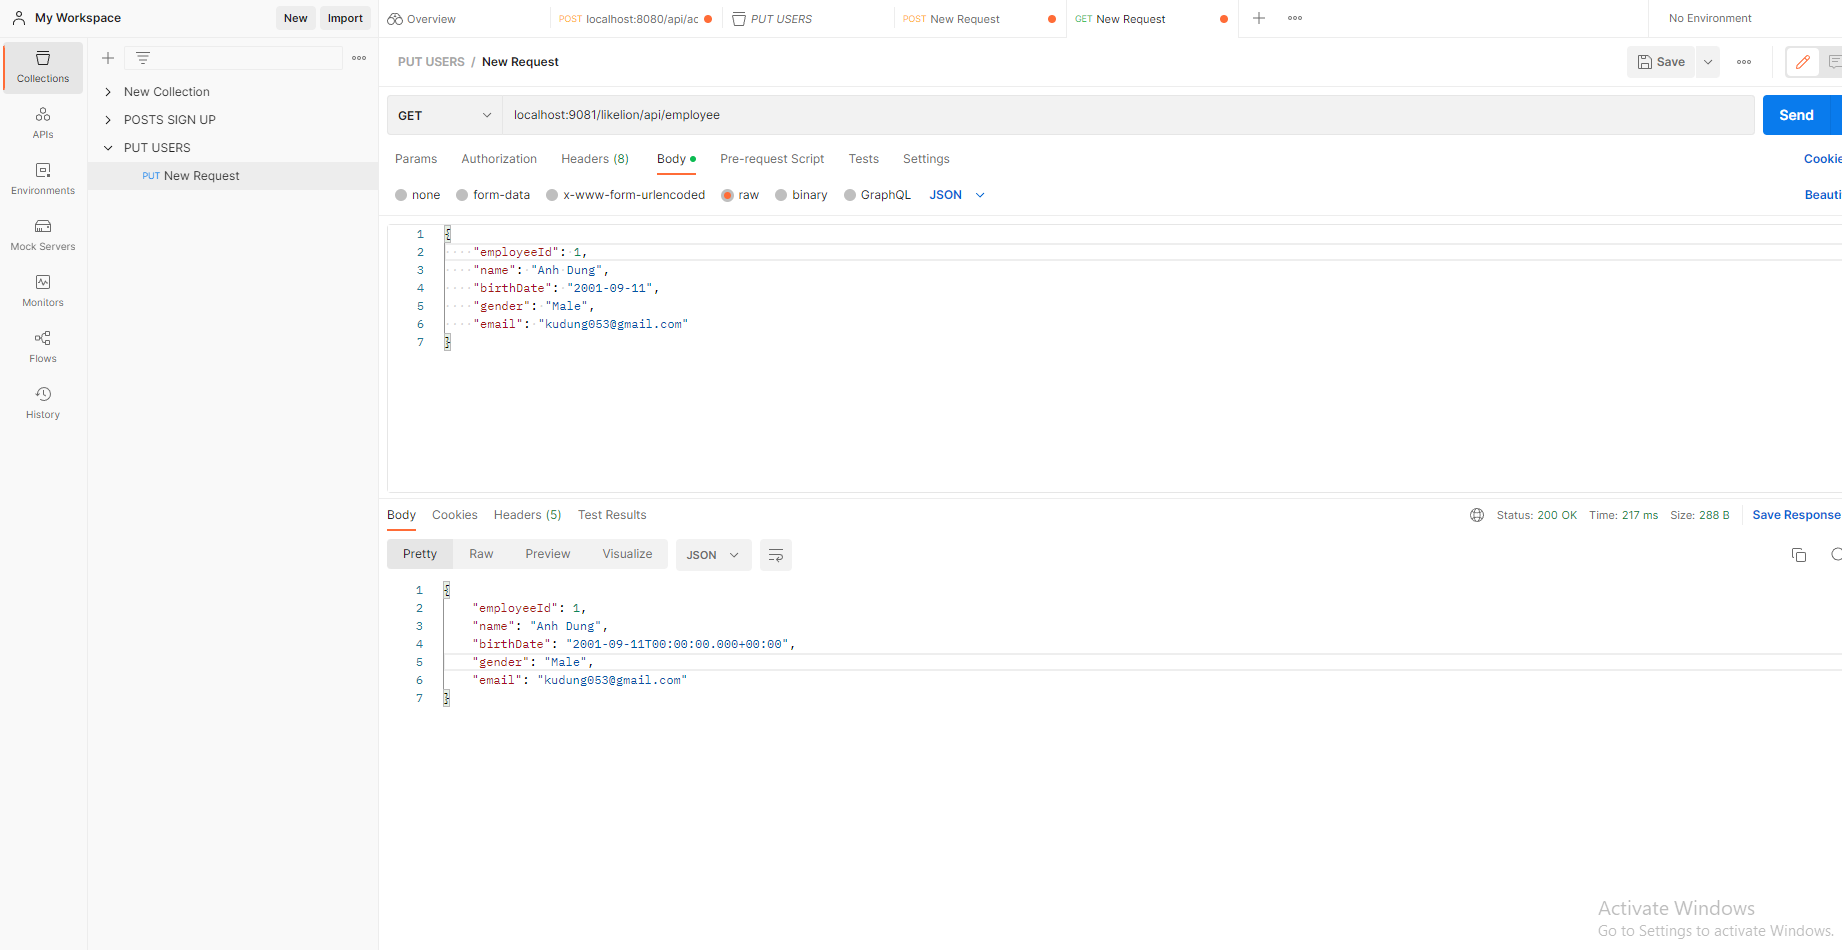 My Workspace
New
Import
Overview
POST localhost:8080/api/ac
PUT USERS
POST New Request
GET New Request
No Environment
Collections
APIs
Environments
Mock Servers
Monitors
Flows
History
New Collection
POSTS SIGN UP
PUT USERS
PUT New Request
PUT USERS / New Request
Save
GET
localhost:9081/likelion/api/employee
Send
Params
Authorization
Headers (8)
Body
Pre-request Script
Tests
Settings
Cookie
none
form-data
x-www-form-urlencoded
raw
binary
GraphQL
JSON
Beauti
1 {
2 "employeeId": 1,
3 "name": "Anh Dung",
4 "birthDate": "2001-09-11",
5 "gender": "Male",
6 "email": "kudung053@gmail.com"
7 }
Body
Cookies
Headers (5)
Test Results
Status: 200 OK
Time: 217 ms
Size: 288 B
Save Response
Pretty
Raw
Preview
Visualize
JSON
1 {
2 "employeeId": 1,
3 "name": "Anh Dung",
4 "birthDate": "2001-09-11T00:00:00.000+00:00",
5 "gender": "Male",
6 "email": "kudung053@gmail.com"
7 }
Activate Windows
Go to Settings to activate Windows.